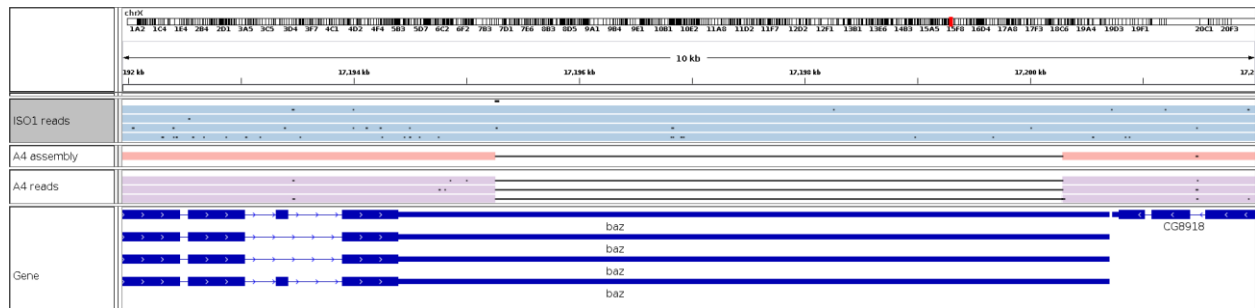 chrX
1A2 1C4 1E4 2B4 2D1 3A5 3C5 3D4 3F7 4C1 4D2 4F4 5B3 5D7 6C2 6F2 7B3 7D1 7E6 8B3 8D5 9A1 9B4 9E1 10B1 10E2 11A8 11D2 11F7 12D2 12F1 13B1 13E6 14B3 15A5 15F8 16D4 17A8 17F3 18C6 19A4 19D3 19F1 20C1 20F3
10 kb
192 kb 17,194 kb 17,196 kb 17,198 kb 17,200 kb 17,2
ISO1 reads
A4 assembly
A4 reads
Gene
baz
CG8918
baz
baz
baz